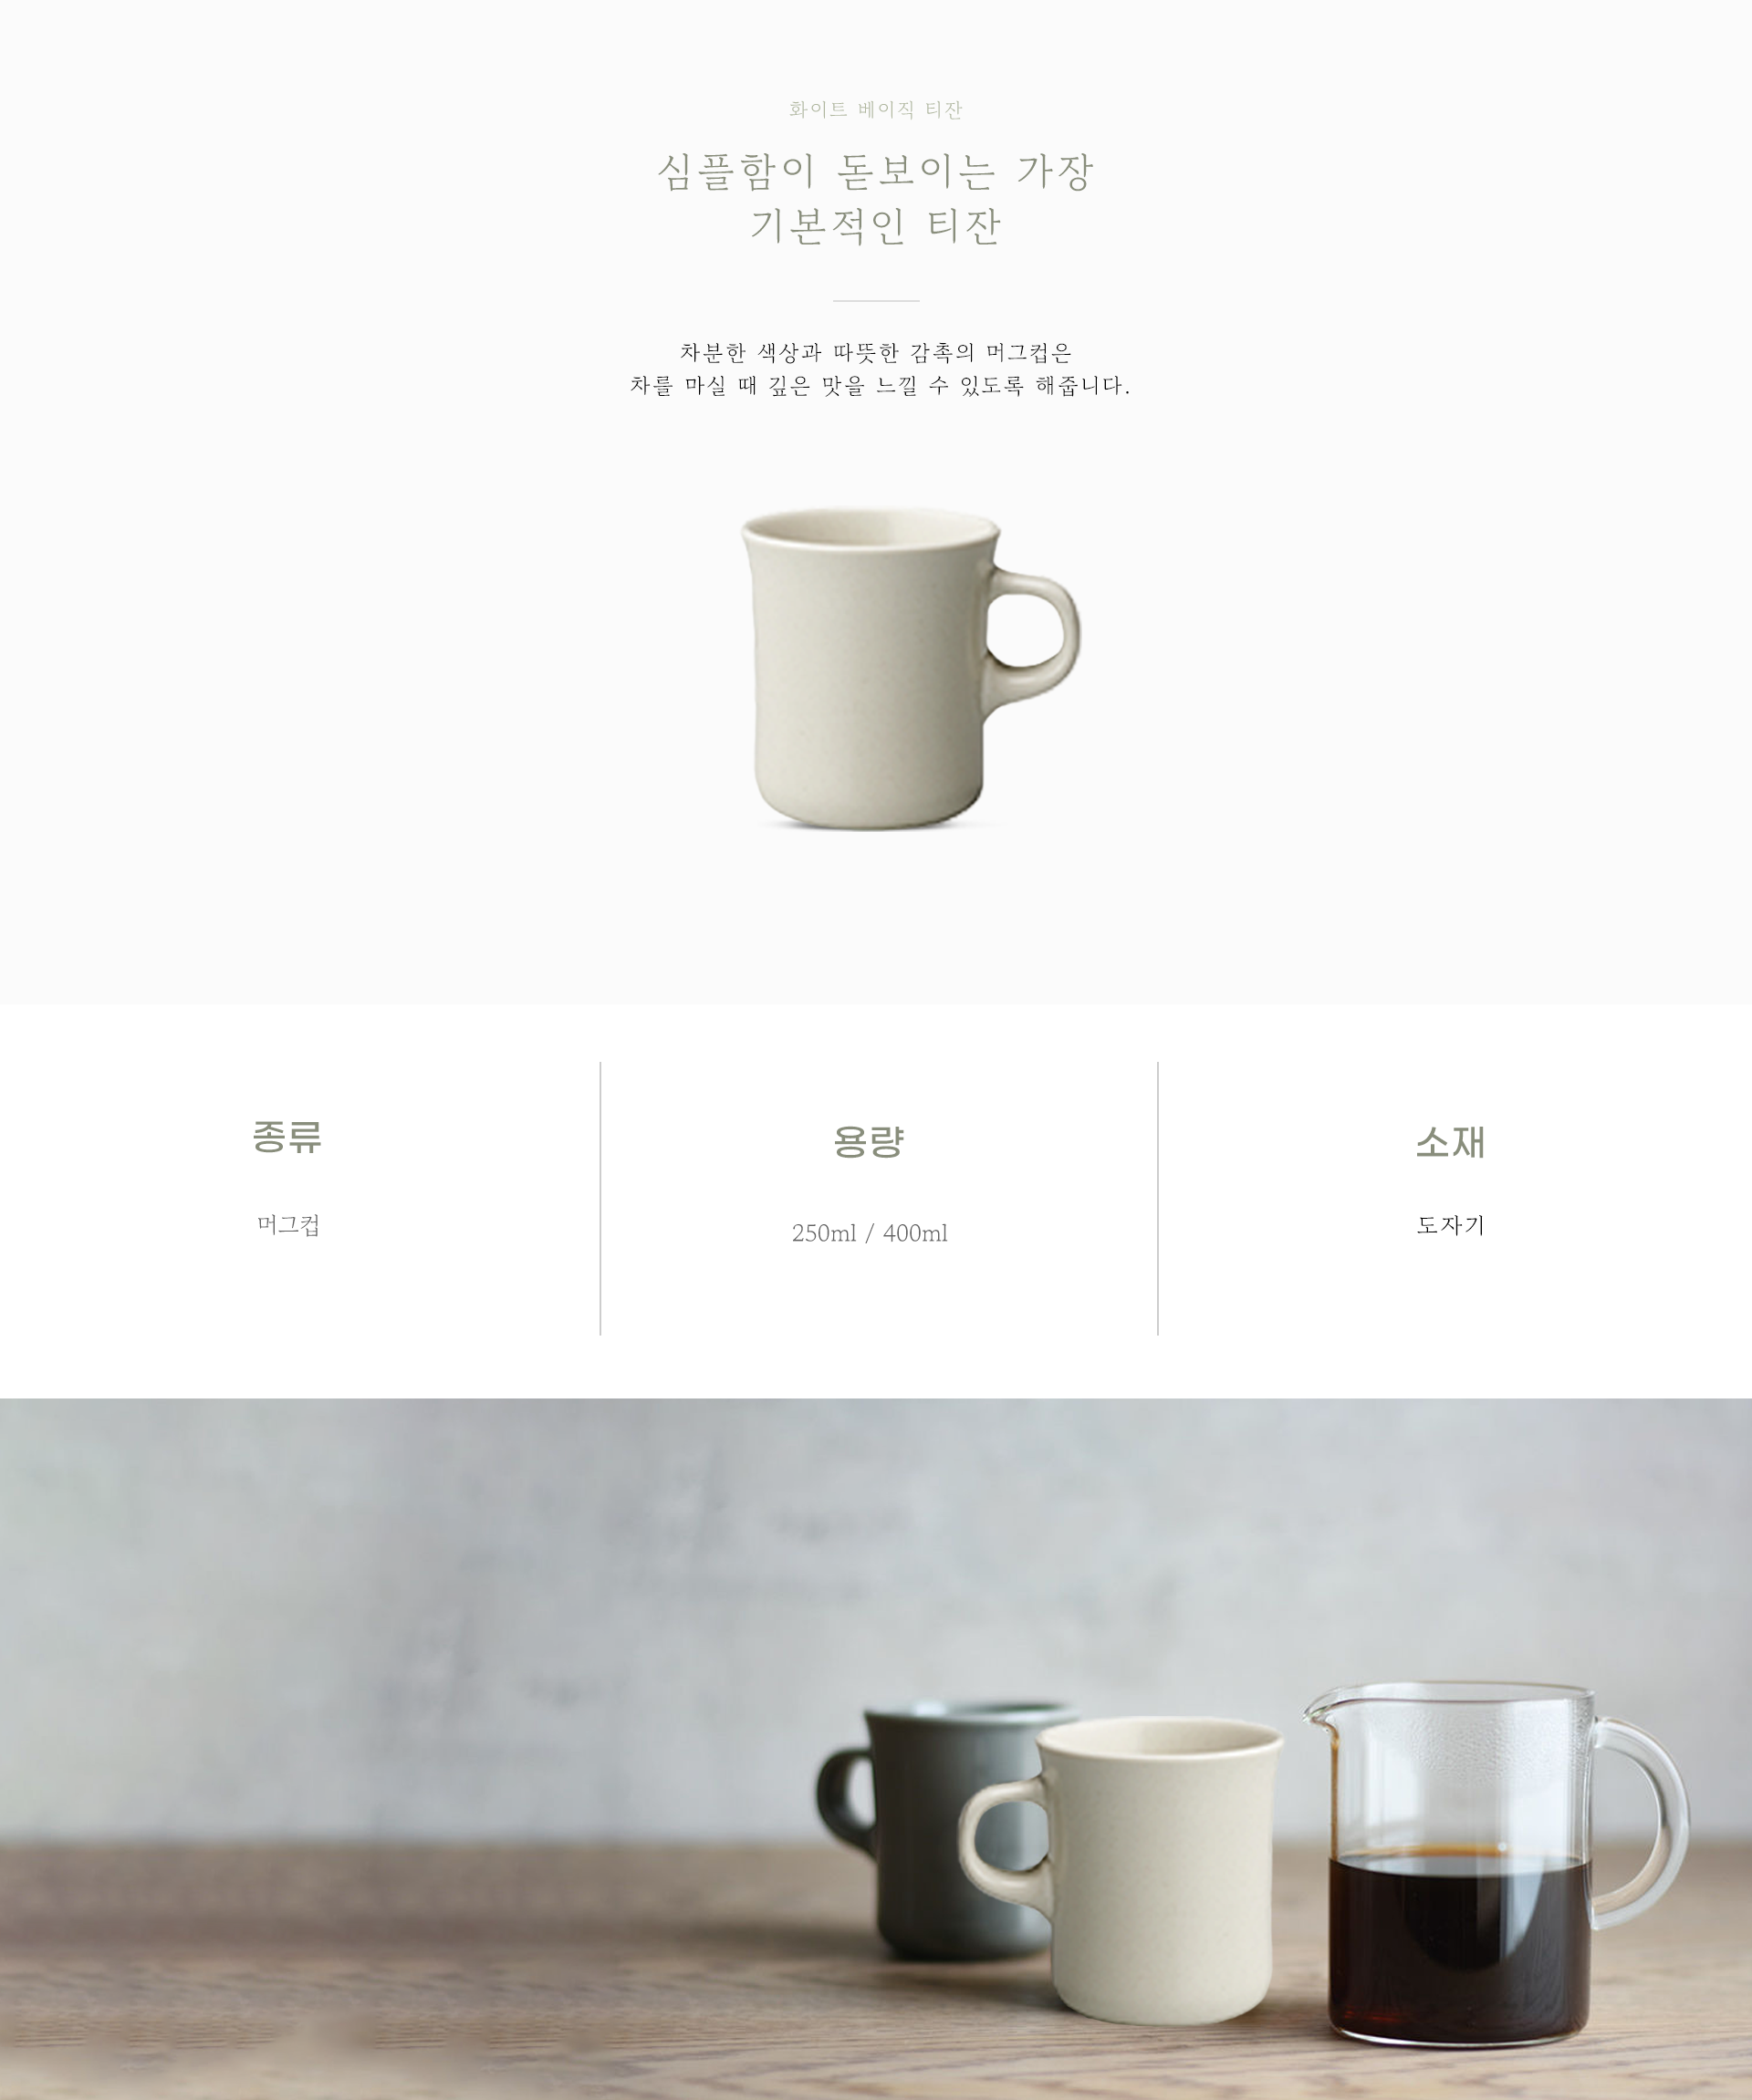 화이트 베이직 티잔
심플함이 돋보이는 가장
기본적인 티잔
차분한 색상과 따뜻한 감촉의 머그컵은
차를 마실 때 깊은 맛을 느낄 수 있도록 해줍니다.
종류
머그컵
용량
250ml / 400ml
소재
도자기